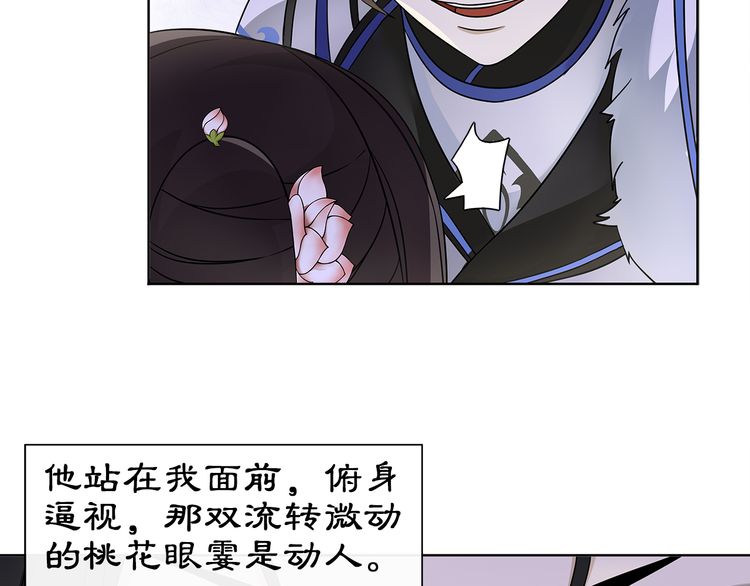 他站在我面前，俯身
逼视，那双流转微动
的桃花眼霎是动人。